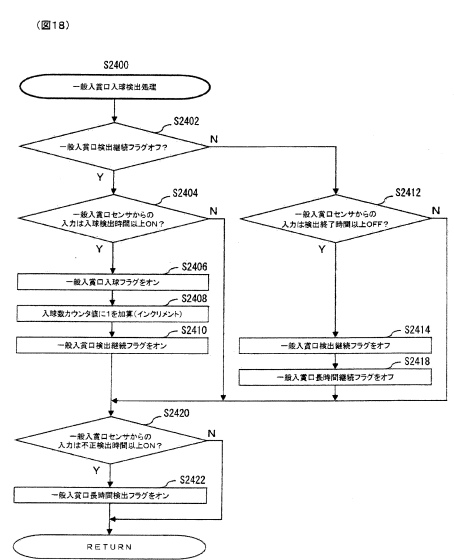 (図18)
S2400
一般入賞口入球検出処理
S2402
一般入賞口検出継続フラグオフ?
N
Y
S2404
一般入賞口センサからの
入力は入球検出時間以上ON?
N
Y
S2412
一般入賞口センサからの
入力は検出終了時間以上OFF?
N
Y
S2406
一般入賞口入球フラグをオン
S2408
入球数カウンタ値に1を加算(インクリメント)
S2410
一般入賞口検出継続フラグをオン
S2414
一般入賞口検出継続フラグをオフ
S2418
一般入賞口長時間継続フラグをオフ
S2420
一般入賞口センサからの
入力は不正検出時間以上ON?
N
Y
S2422
一般入賞口長時間検出フラグをオン
RETURN